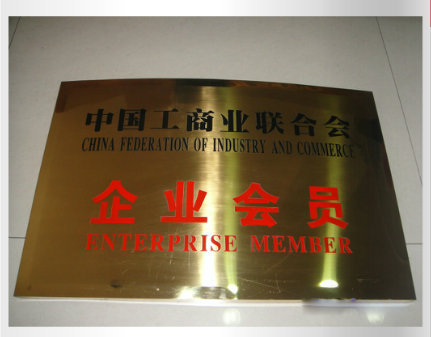 中国工商业联合会
CHINA FEDERATION OF INDUSTRY AND COMMERCE
企业会员
ENTERPRISE MEMBER